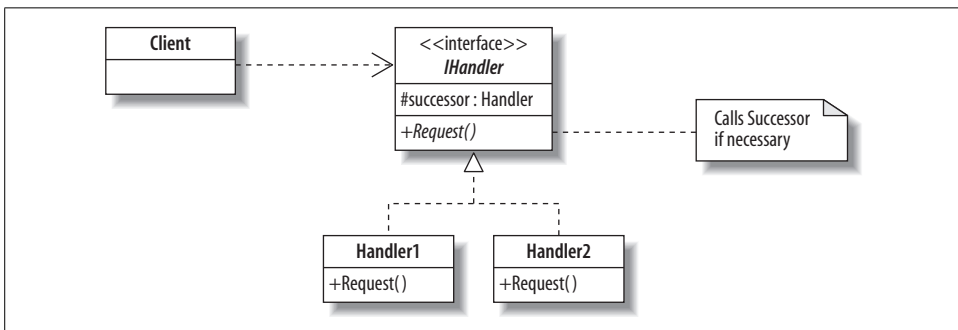 Client
<<interface>>
IHandler
#successor : Handler
+Request()
Calls Successor
if necessary
Handler1
+Request()
Handler2
+Request()